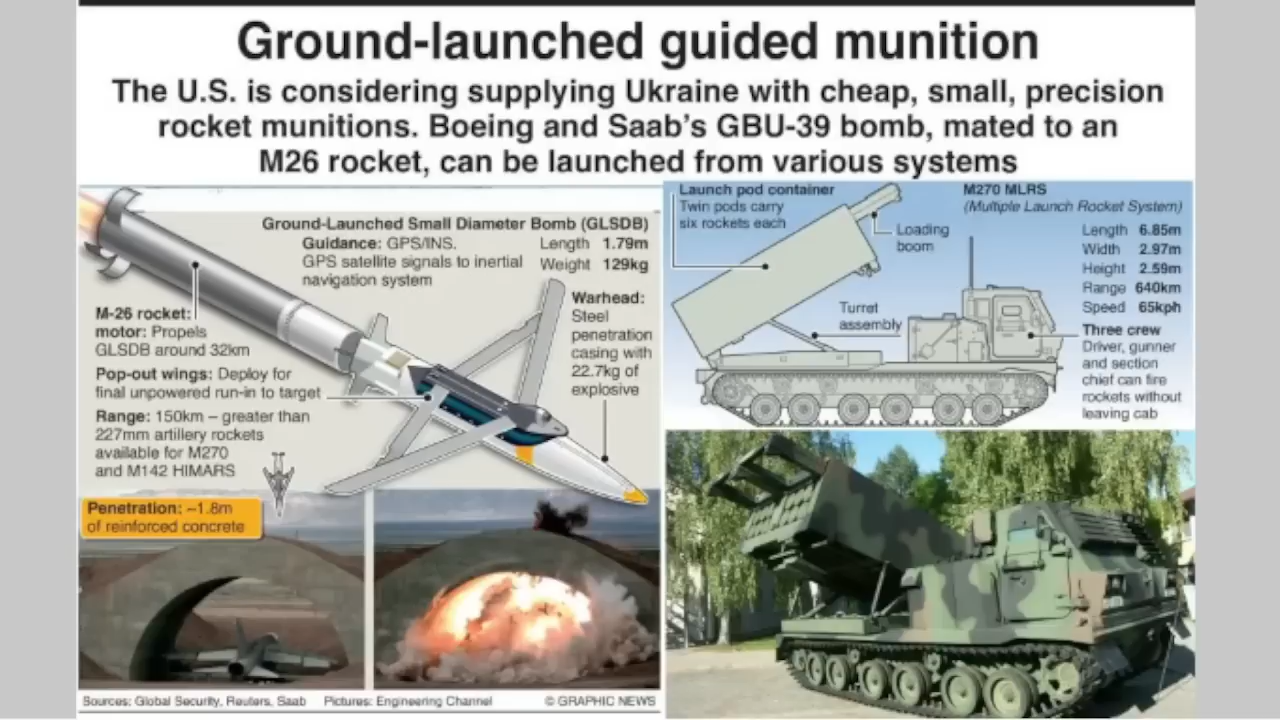 Ground-launched guided munition
The U.S. is considering supplying Ukraine with cheap, small, precision
rocket munitions. Boeing and Saab's GBU-39 bomb, mated to an
M26 rocket, can be launched from various systems
Ground-Launched Small Diameter Bomb (GLSDB)
Guidance: GPS/INS.
GPS satellite signals to inertial
navigation system
Length 1.79m
Weight 129kg
Warhead:
Steel
penetration
casing with
22.7kg of
explosive
M-26 rocket:
motor: Propels
GLSDB around 32km
Pop-out wings: Deploy for
final unpowered run-in to target
Range: 150km – greater than
227mm artillery rockets
available for M270
and M142 HIMARS
Penetration: ~1.8m
of reinforced concrete
Sources: Global Security, Reuters, Saab Pictures: Engineering Channel © GRAPHIC NEWS
Launch pod container
Twin pods carry
six rockets each
Loading
boom
M270 MLRS
(Multiple Launch Rocket System)
Length 6.85m
Width 2.97m
Height 2.59m
Range 640km
Speed 65kph
Turret
assembly
Three crew
Driver, gunner
and section
chief can fire
rockets without
leaving cab